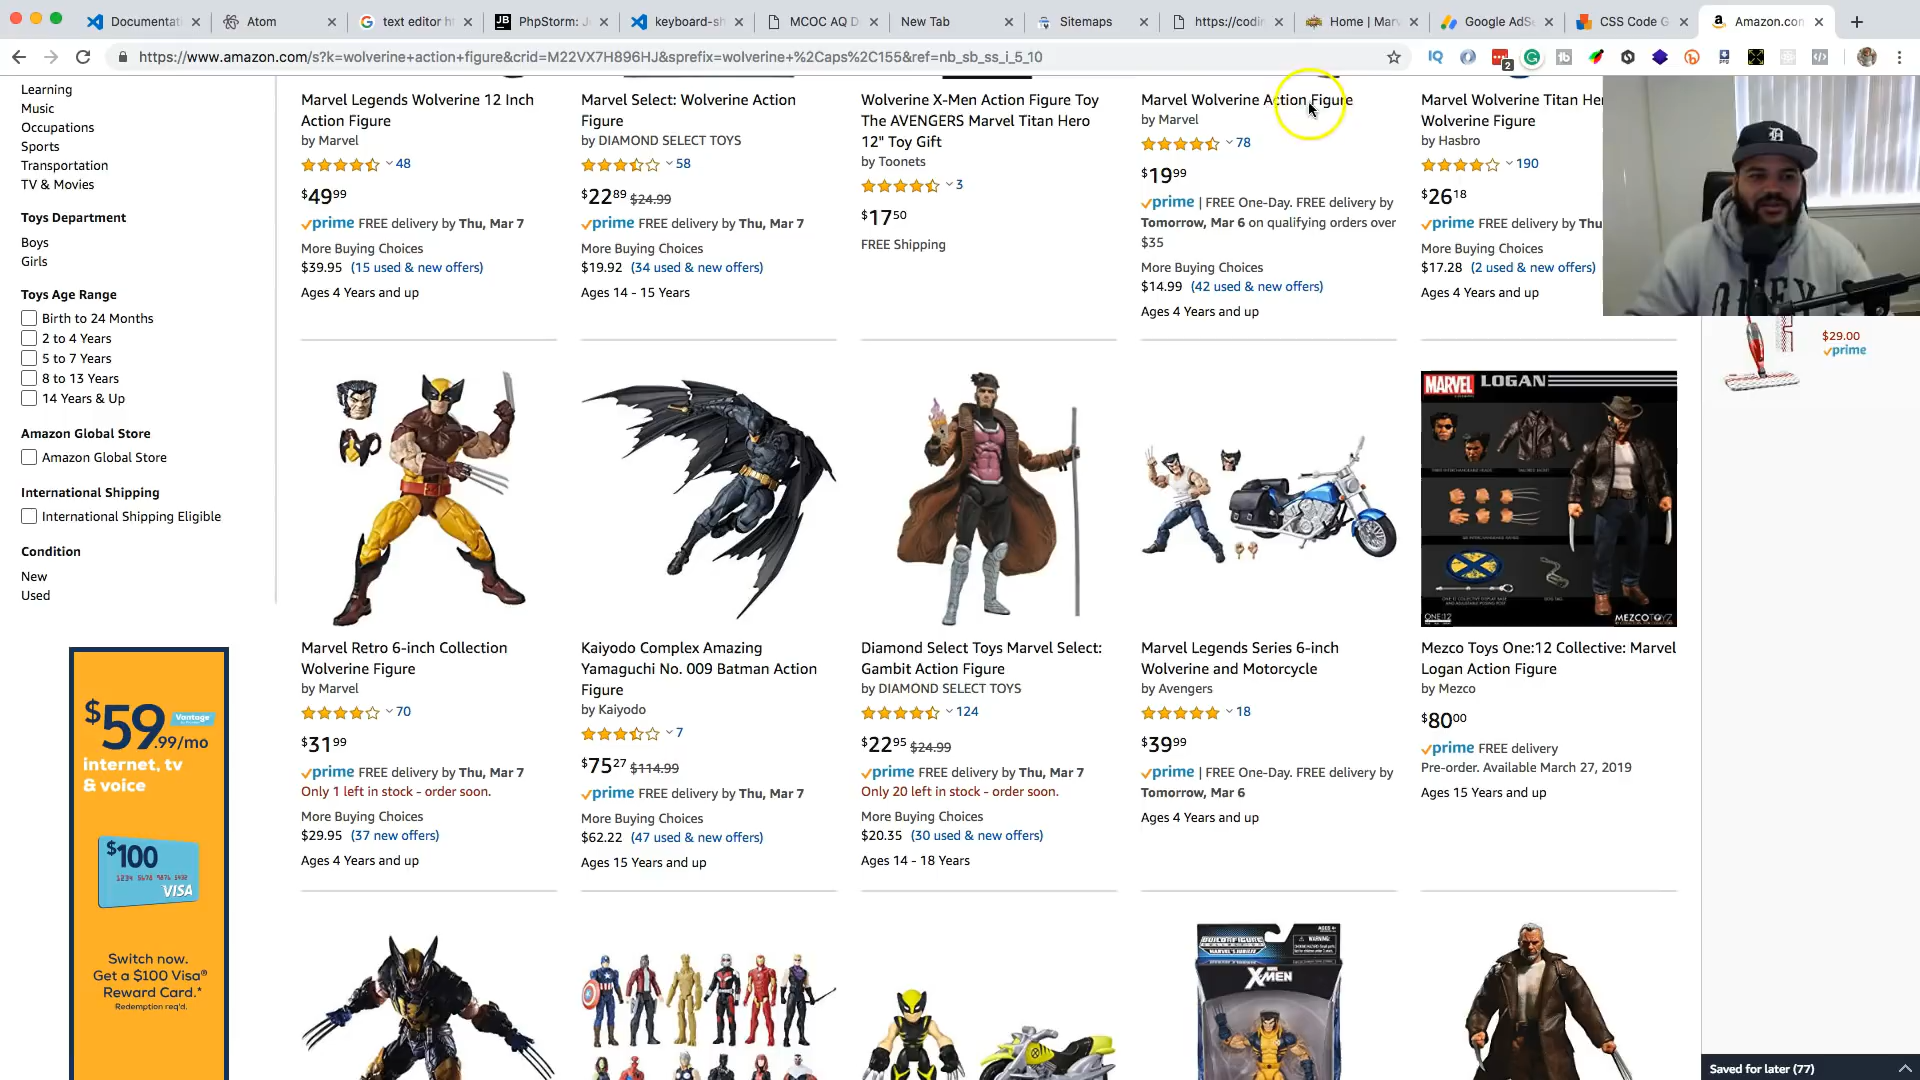 Documentat
Atom
text editor h
PhpStorm: J
keyboard-sh
MCOC AQ D
New Tab
Sitemaps
https://codin
Home | Mar
Google AdS
CSS Code G
Amazon.co
https://www.amazon.com/s?k=wolverine+action+figure&crid=M22VX7H896HJ&sprefix=wolverine+%2Caps%2C155&ref=nb_sb_ss_i_5_10
Learning
Music
Occupations
Sports
Transportation
TV & Movies
Toys Department
Boys
Girls
Toys Age Range
Birth to 24 Months
2 to 4 Years
5 to 7 Years
8 to 13 Years
14 Years & Up
Amazon Global Store
Amazon Global Store
International Shipping
International Shipping Eligible
Condition
New
Used
$59.99/mo
Vantage
internet, tv
& voice
$100
VISA
Switch now.
Get a $100 Visa®
Reward Card.*
Redemption req'd.
Marvel Legends Wolverine 12 Inch
Action Figure
by Marvel
48
$49.99
prime FREE delivery by Thu, Mar 7
More Buying Choices
$39.95 (15 used & new offers)
Ages 4 Years and up
Marvel Select: Wolverine Action
Figure
by DIAMOND SELECT TOYS
58
$22.89 $24.99
prime FREE delivery by Thu, Mar 7
More Buying Choices
$19.92 (34 used & new offers)
Ages 14 - 15 Years
Wolverine X-Men Action Figure Toy
The AVENGERS Marvel Titan Hero
12" Toy Gift
by Toonets
3
$17.50
FREE Shipping
Marvel Wolverine Action Figure
by Marvel
78
$19.99
prime | FREE One-Day. FREE delivery by
Tomorrow, Mar 6 on qualifying orders over
$35
More Buying Choices
$14.99 (42 used & new offers)
Ages 4 Years and up
Marvel Wolverine Titan He
Wolverine Figure
by Hasbro
190
$26.18
prime FREE delivery by Thu
More Buying Choices
$17.28 (2 used & new offers)
Ages 4 Years and up
$29.00
prime
Marvel Retro 6-inch Collection
Wolverine Figure
by Marvel
70
$31.99
prime FREE delivery by Thu, Mar 7
Only 1 left in stock - order soon.
More Buying Choices
$29.95 (37 new offers)
Ages 4 Years and up
Kaiyodo Complex Amazing
Yamaguchi No. 009 Batman Action
Figure
by Kaiyodo
7
$75.27 $114.99
prime FREE delivery by Thu, Mar 7
More Buying Choices
$62.22 (47 used & new offers)
Ages 15 Years and up
Diamond Select Toys Marvel Select:
Gambit Action Figure
by DIAMOND SELECT TOYS
124
$22.95 $24.99
prime FREE delivery by Thu, Mar 7
Only 20 left in stock - order soon.
More Buying Choices
$20.35 (30 used & new offers)
Ages 14 - 18 Years
Marvel Legends Series 6-inch
Wolverine and Motorcycle
by Avengers
18
$39.99
prime | FREE One-Day. FREE delivery by
Tomorrow, Mar 6
Ages 4 Years and up
MARVEL LOGAN
ONE:12 MEZCOTOYZ
Mezco Toys One:12 Collective: Marvel
Logan Action Figure
by Mezco
$80.00
prime FREE delivery
Pre-order. Available March 27, 2019
Ages 15 Years and up
X-MEN
WARNING:
Saved for later (77)